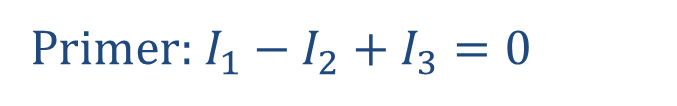 Primer: I₁ − I₂ + I₃ = 0